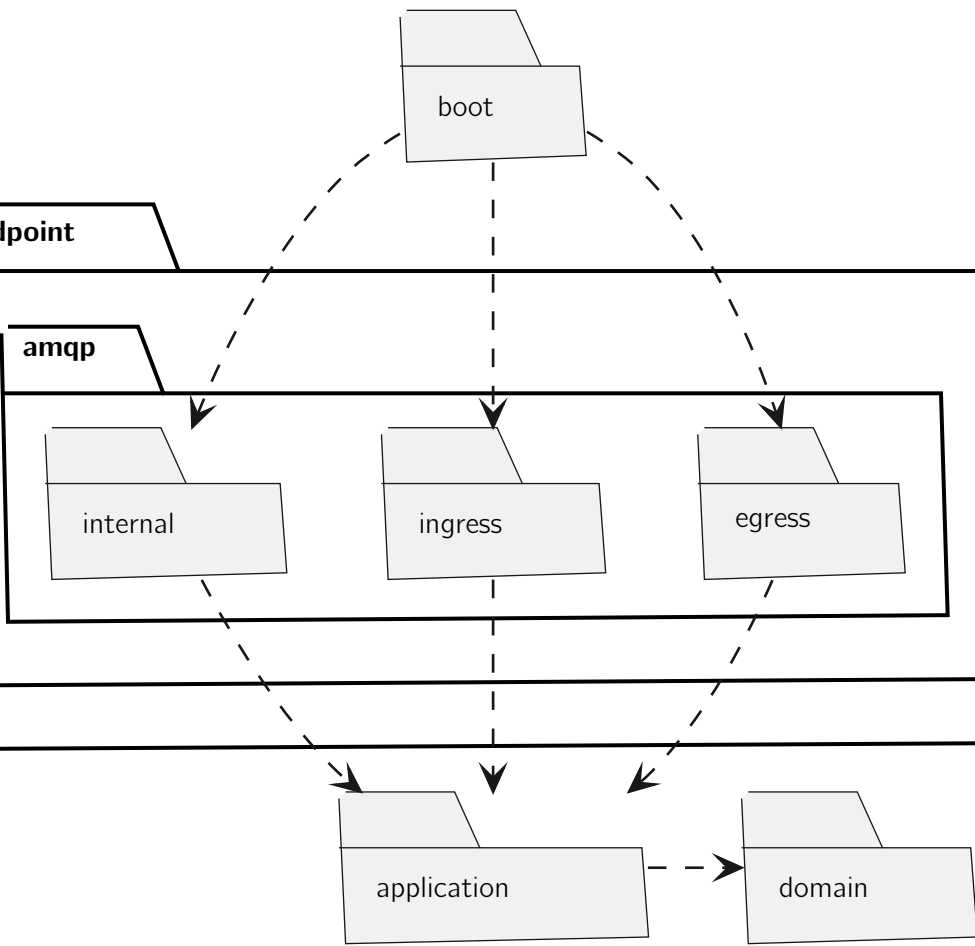 boot
dpoint
amqp
internal
ingress
egress
application
domain